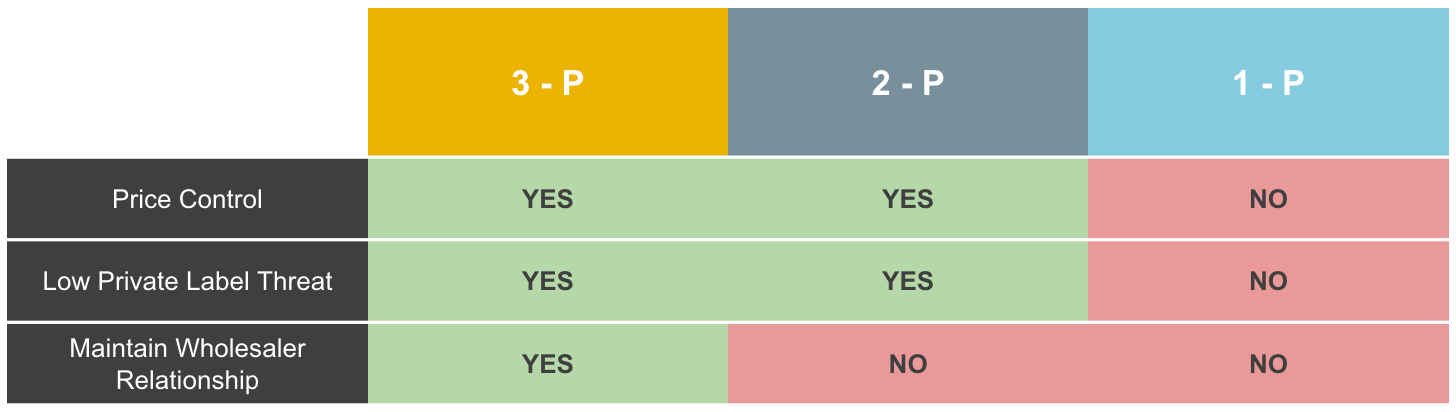 3 - P 2 - P 1 - P
Price Control YES YES NO
Low Private Label Threat YES YES NO
Maintain Wholesaler
Relationship YES NO NO